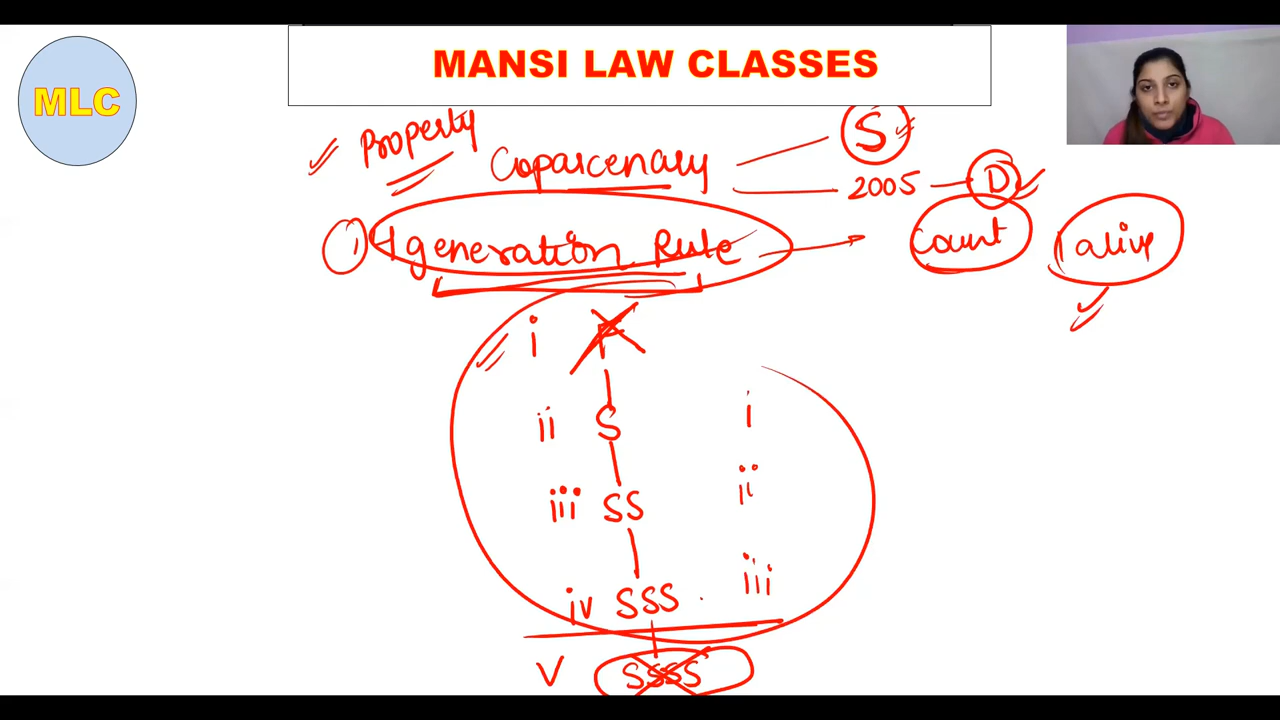 MANSI LAW CLASSES
MLC
Property
Coparcenary
S
2005 D
1 4 generation Rule
count
alive
i F
ii S i
iii SS ii
iv SSS iii
V SSSS